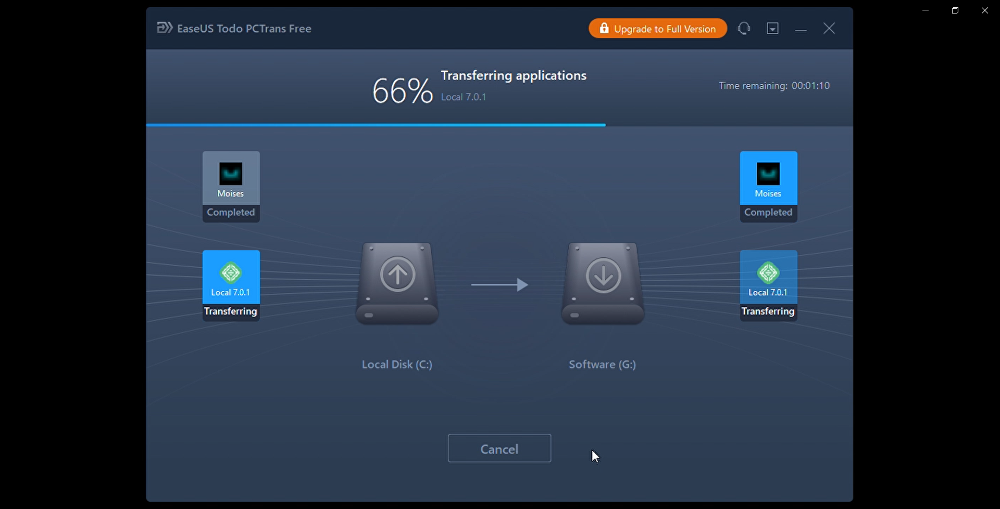 EaseUS Todo PCTrans Free
Upgrade to Full Version
66%
Transferring applications
Local 7.0.1
Time remaining: 00:01:10
Moises
Completed
Moises
Completed
Local 7.0.1
Transferring
Local 7.0.1
Transferring
Local Disk (C:)
Software (G:)
Cancel